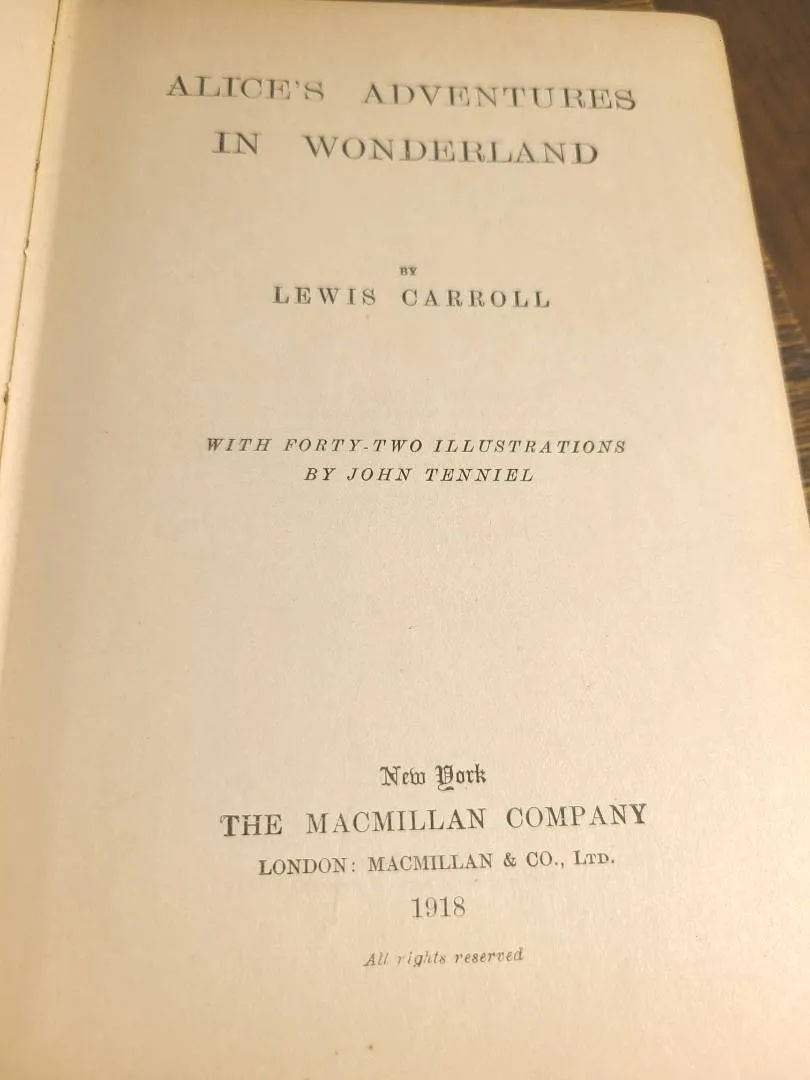 ALICE'S ADVENTURES
IN WONDERLAND
BY
LEWIS CARROLL
WITH FORTY-TWO ILLUSTRATIONS
BY JOHN TENNIEL
New York
THE MACMILLAN COMPANY
LONDON: MACMILLAN & CO., LTD.
1918
All rights reserved